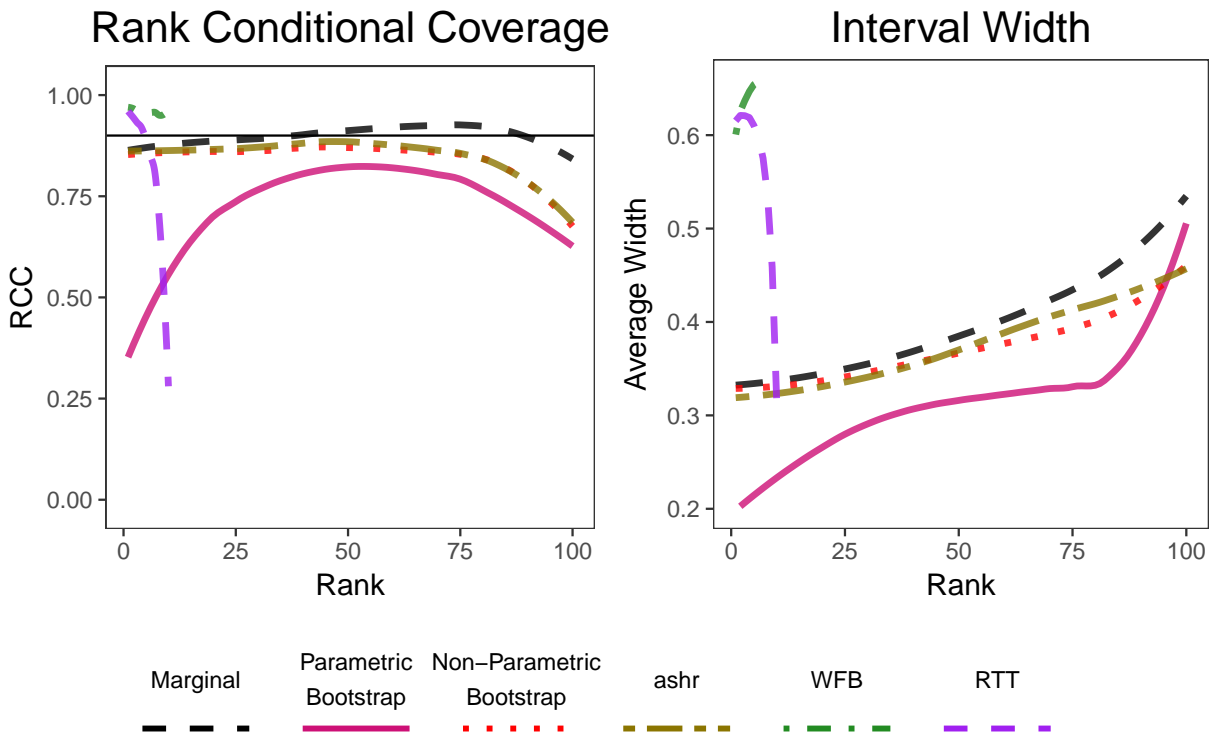 Rank Conditional Coverage
Interval Width
RCC
1.00
0.75
0.50
0.25
0.00
0 25 50 75 100
Rank
Average Width
0.6
0.5
0.4
0.3
0.2
0 25 50 75 100
Rank
Marginal
Parametric
Bootstrap
Non−Parametric
Bootstrap
ashr
WFB
RTT